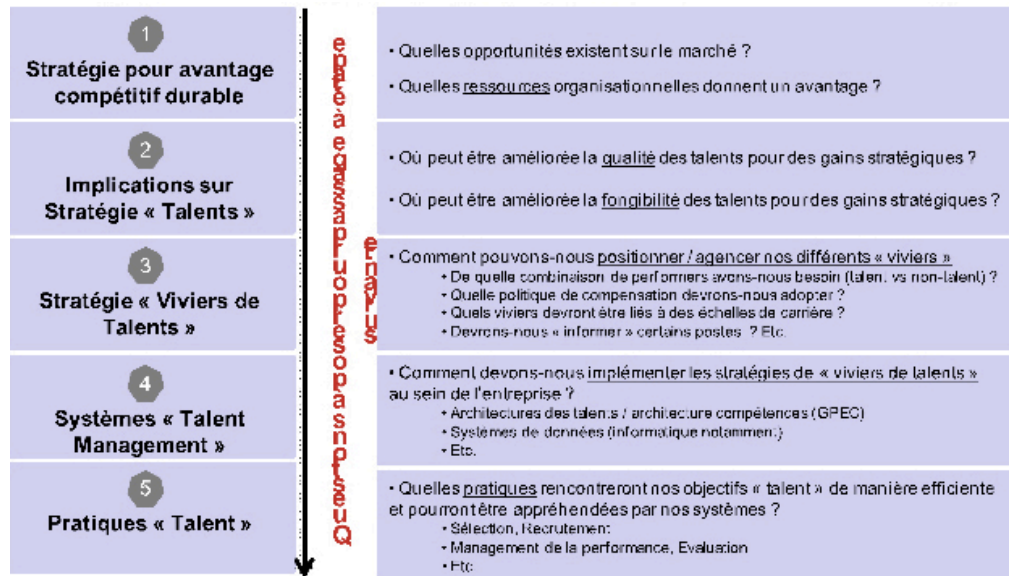 1
Stratégie pour avantage
compétitif durable
• Quelles opportunités existent sur le marché ?
• Quelles ressources organisationnelles donnent un avantage ?
2
Implications sur
Stratégie « Talents »
• Où peut être améliorée la qualité des talents pour des gains stratégiques ?
• Où peut être améliorée la fongibilité des talents pour des gains stratégiques ?
3
Stratégie « Viviers de
Talents »
• Comment pouvons-nous positionner / agencer nos différents « viviers »
• De quelle combinaison de performers avons-nous besoin (talent vs non-talent) ?
• Quelle politique de compensation devrons-nous adopter ?
• Quels viviers devront être liés à des échelles de carrière ?
• Devrons-nous « informer » certains postes ? Etc.
4
Systèmes « Talent
Management »
• Comment devons-nous implémenter les stratégies de « viviers de talents »
au sein de l'entreprise ?
• Architectures des talents / architecture compétences (GPEC)
• Systèmes de données (informatique notamment)
• Etc.
5
Pratiques « Talent »
• Quelles pratiques rencontreront nos objectifs « talent » de manière efficiente
et pourront être appréhendées par nos systèmes ?
• Sélection, Recrutement
• Management de la performance, Evaluation
• Etc
Questions à poser pour passage à étape
suivante